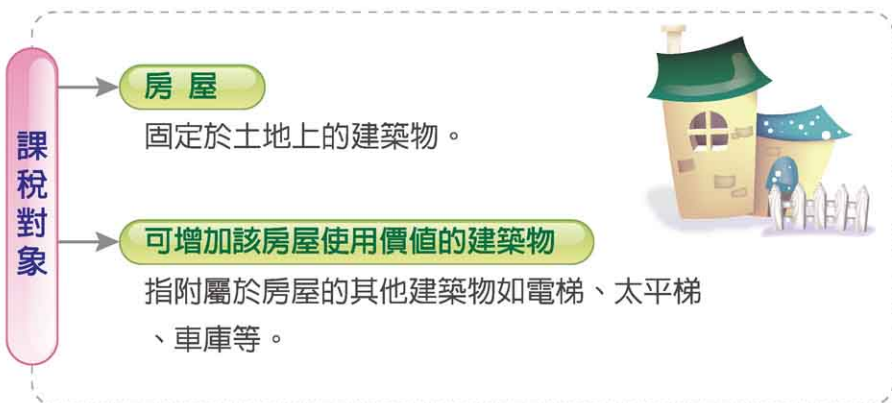 課稅對象
房屋
固定於土地上的建築物。
可增加該房屋使用價值的建築物
指附屬於房屋的其他建築物如電梯、太平梯
、車庫等。